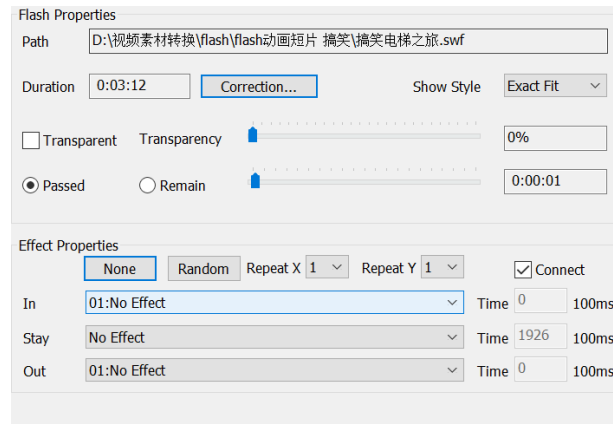 Flash Properties
Path D:\视频素材转换\flash\flash动画短片 搞笑\搞笑电梯之旅.swf
Duration 0:03:12 Correction... Show Style Exact Fit
Transparent Transparency 0%
Passed Remain 0:00:01
Effect Properties
None Random Repeat X 1 Repeat Y 1 Connect
In 01:No Effect Time 0 100ms
Stay No Effect Time 1926 100ms
Out 01:No Effect Time 0 100ms